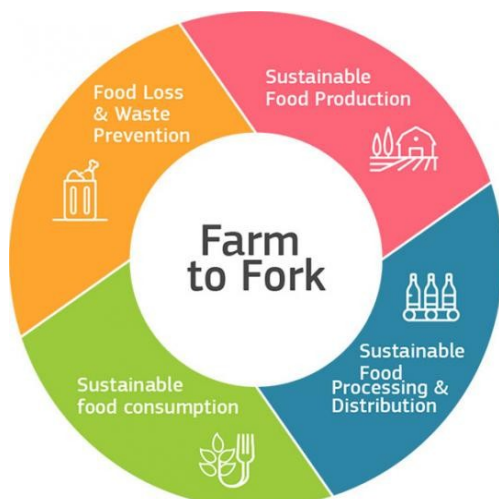 Farm
to Fork
Sustainable
Food Production
Sustainable
Food
Processing &
Distribution
Sustainable
food consumption
Food Loss
& Waste
Prevention